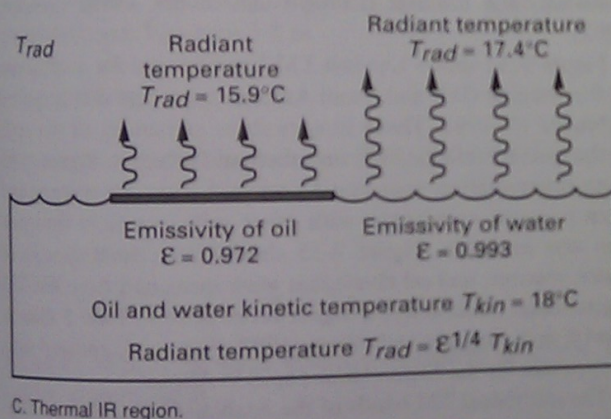 Trad
Radiant
temperature
Trad = 15.9°C
Radiant temperature
Trad = 17.4°C
Emissivity of oil
Ɛ = 0.972
Emissivity of water
Ɛ = 0.993
Oil and water kinetic temperature Tkin = 18°C
Radiant temperature Trad = Ɛ1/4 Tkin
C. Thermal IR region.